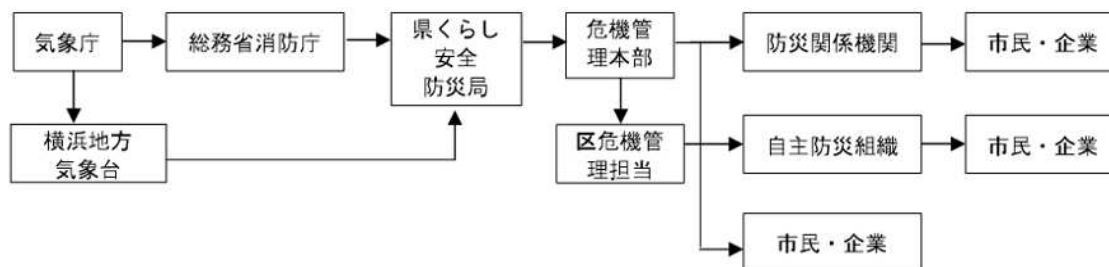 気象庁
総務省消防庁
県くらし
安全
防災局
危機管
理本部
防災関係機関
市民・企業
横浜地方
気象台
区危機管
理担当
自主防災組織
市民・企業
市民・企業